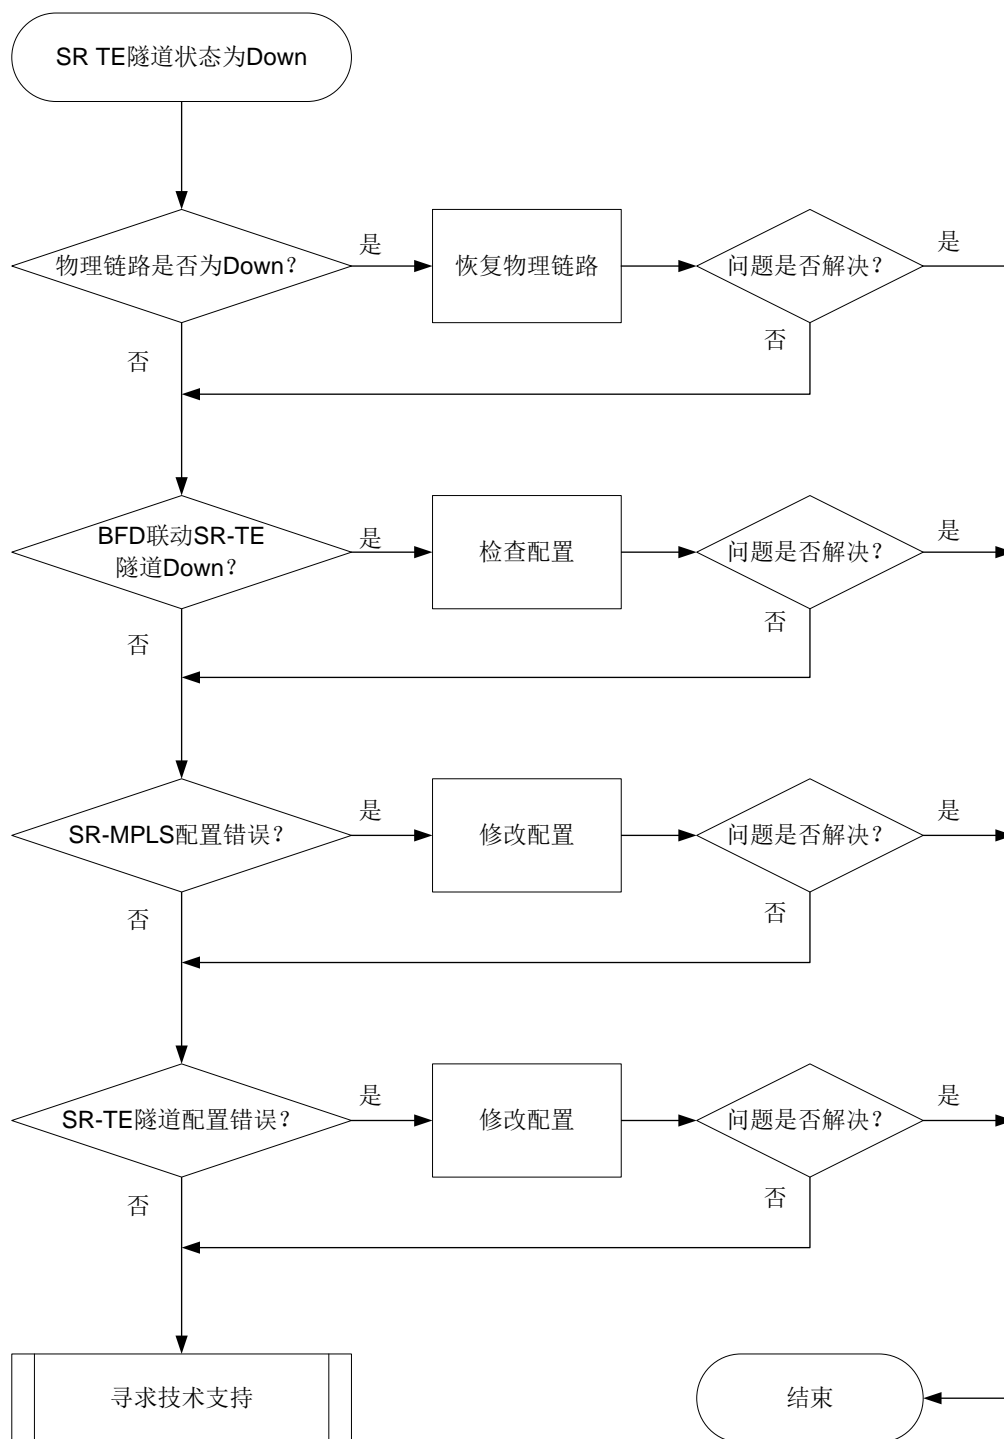 SR TE隧道状态为Down
物理链路是否为Down？
是
恢复物理链路
问题是否解决？
是
否
否
BFD联动SR-TE
隧道Down？
是
检查配置
问题是否解决？
是
否
否
SR-MPLS配置错误？
是
修改配置
问题是否解决？
是
否
否
SR-TE隧道配置错误？
是
修改配置
问题是否解决？
是
否
否
寻求技术支持
结束